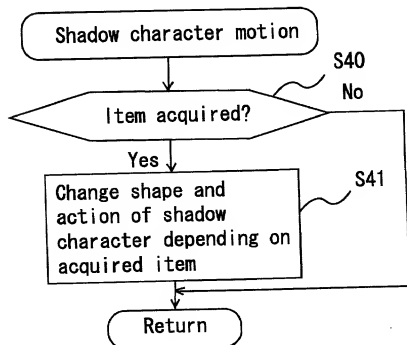 Shadow character motion
S40
Item acquired?
No
Yes
S41
Change shape and
action of shadow
character depending on
acquired item
Return